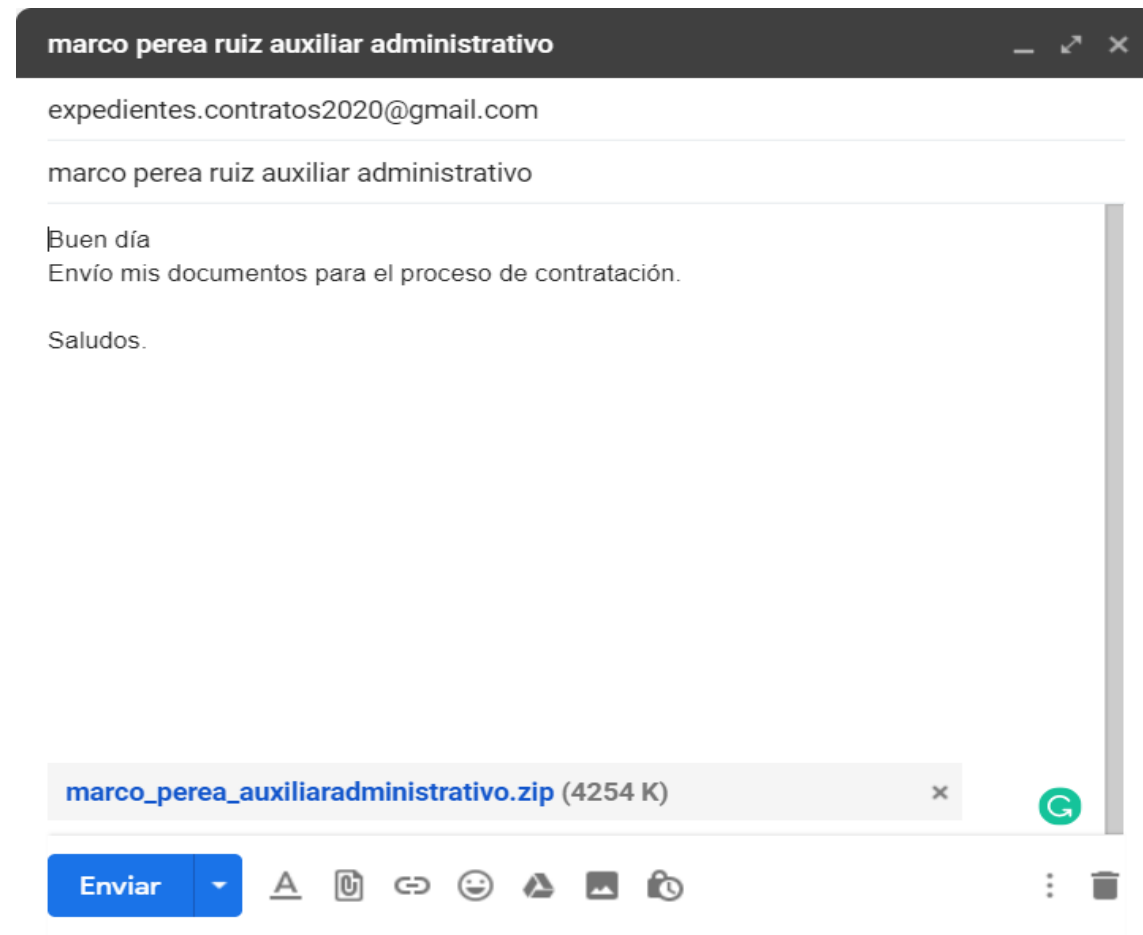 marco perea ruiz auxiliar administrativo
expedientes.contratos2020@gmail.com
marco perea ruiz auxiliar administrativo
Buen día
Envío mis documentos para el proceso de contratación.
Saludos.
marco_perea_auxiliaradministrativo.zip (4254 K)
Enviar